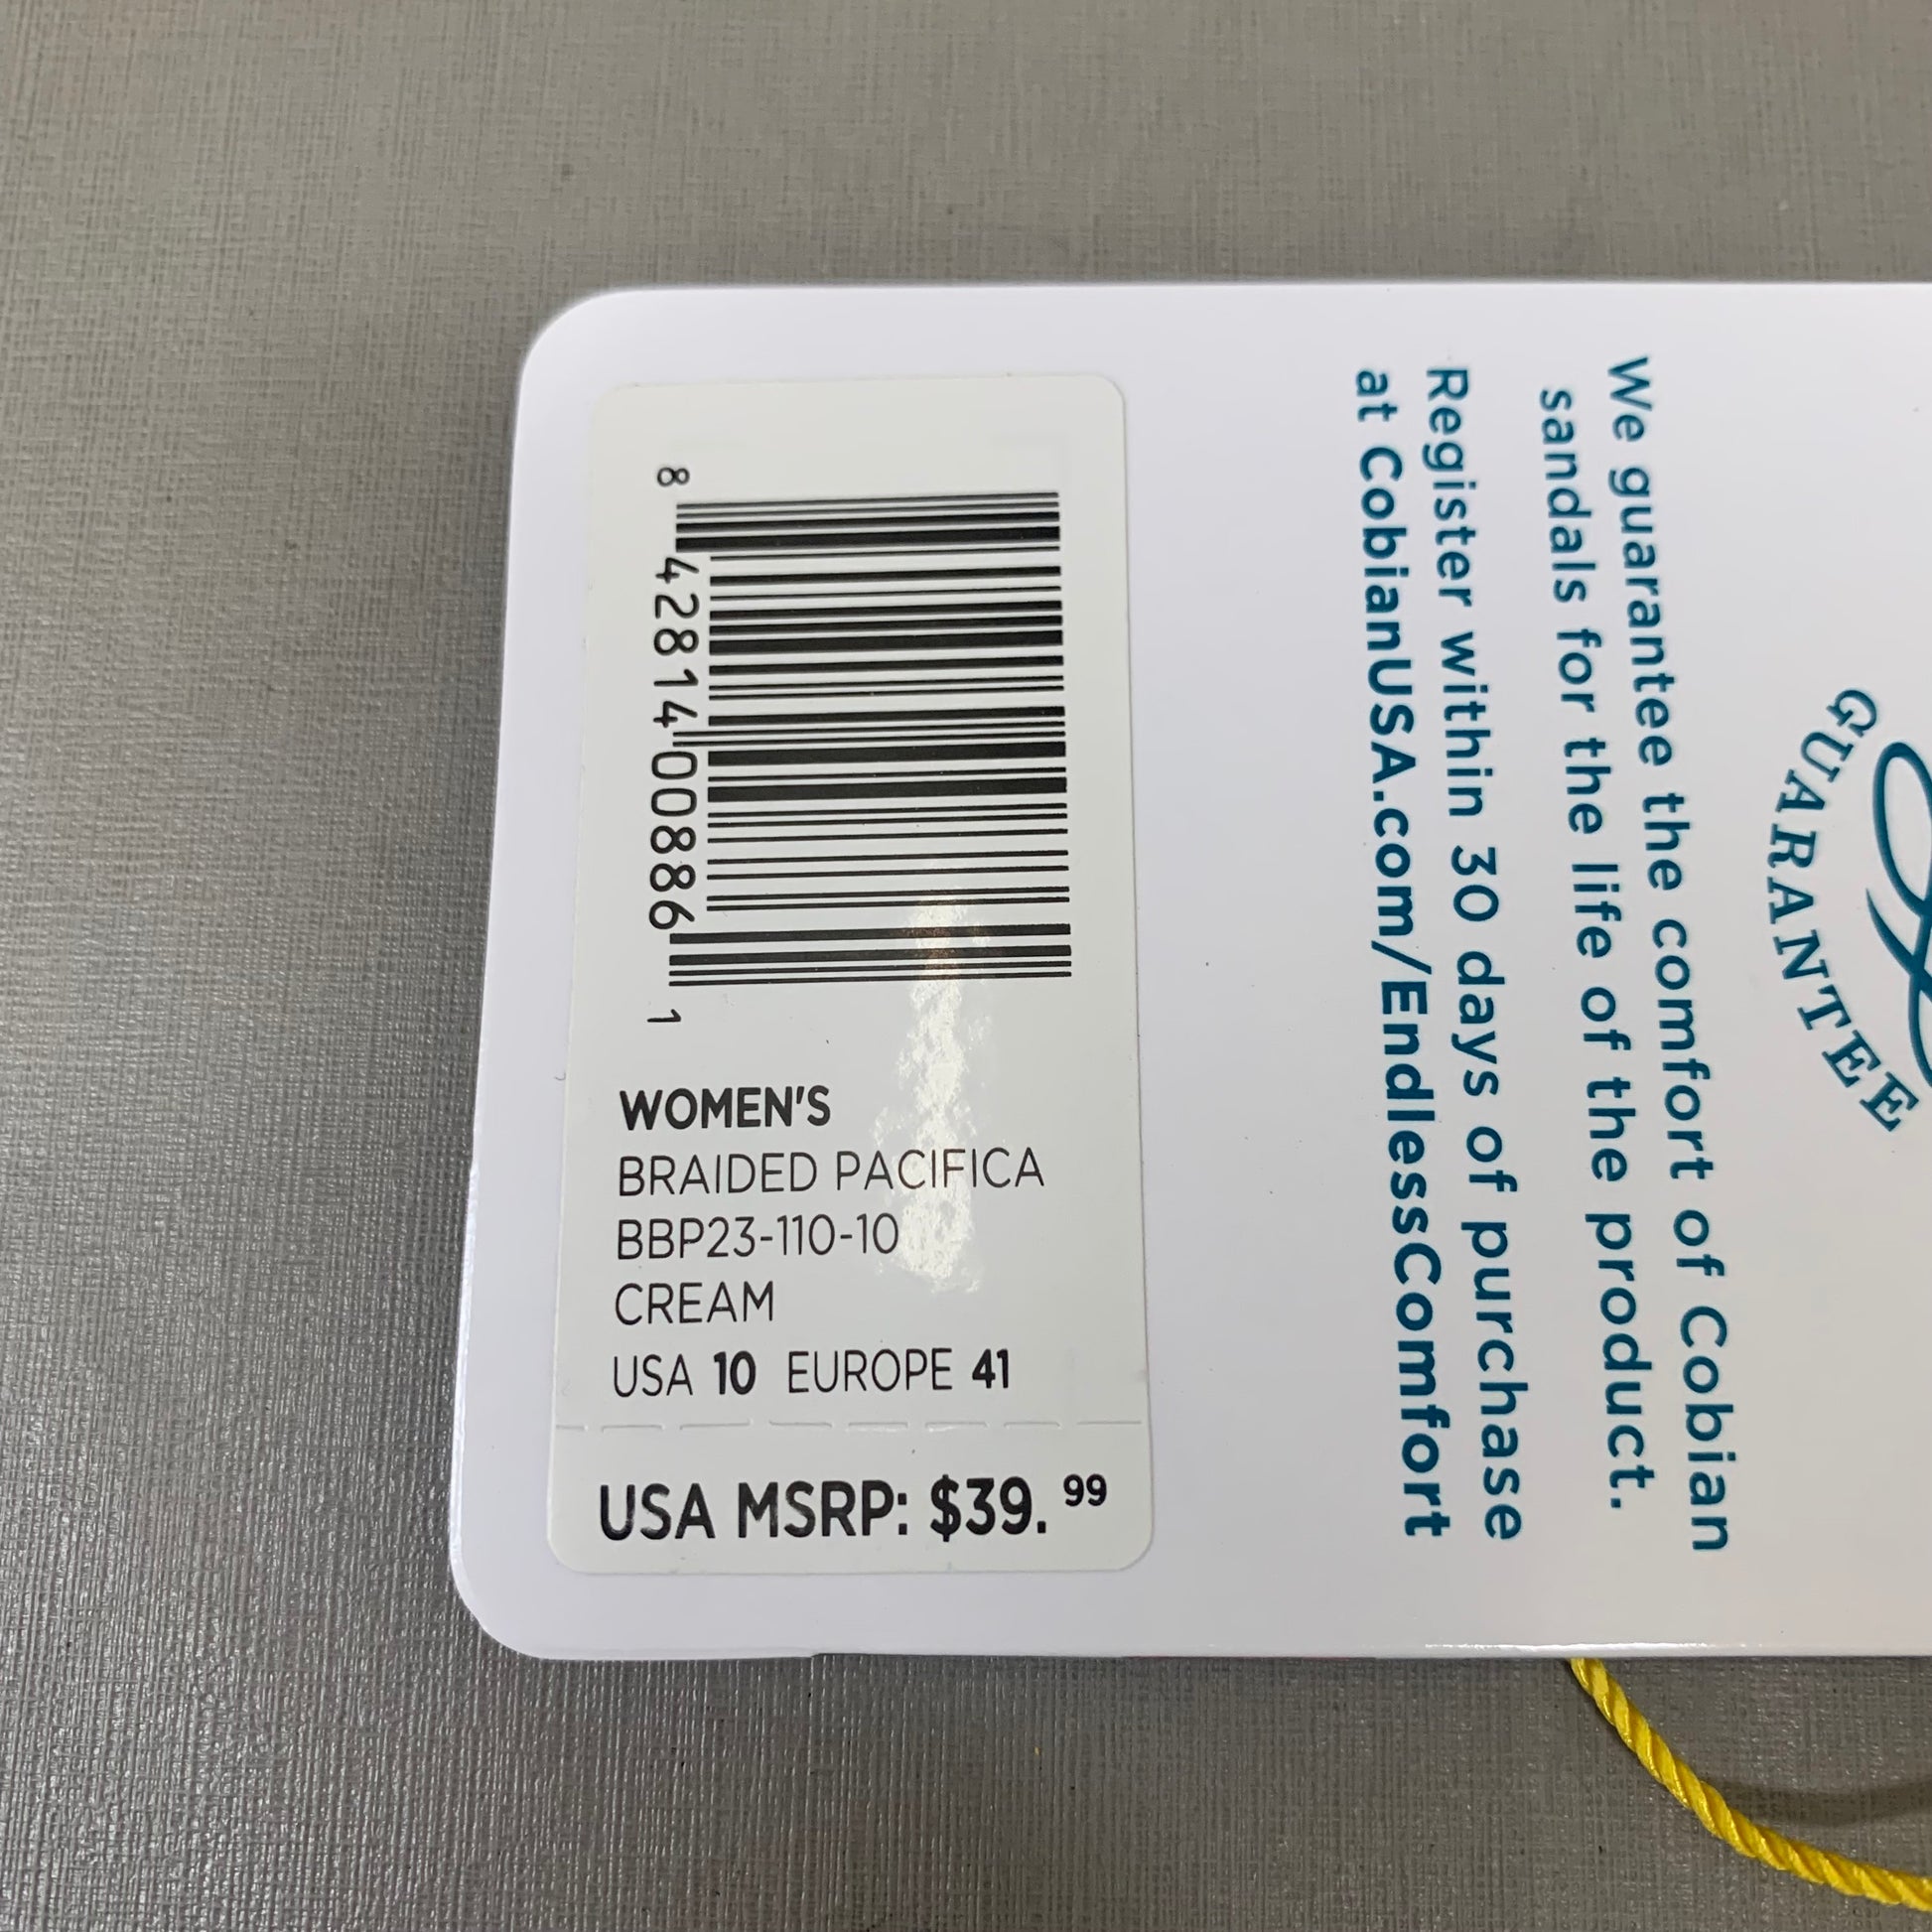 8 42814 00886 1
WOMEN'S
BRAIDED PACIFICA
BBP23-110-10
CREAM
USA 10 EUROPE 41
USA MSRP: $39.99
GUARANTEE
We guarantee the comfort of Cobian
sandals for the life of the product.
Register within 30 days of purchase
at CobianUSA.com/EndlessComfort